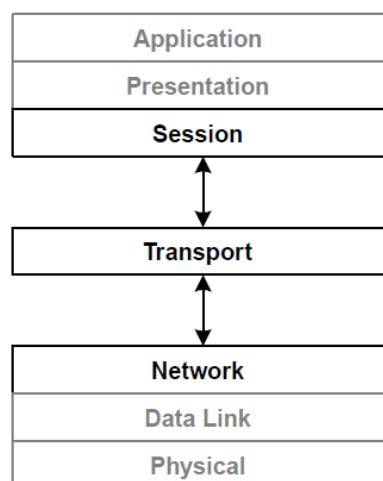 Application
Presentation
Session
Transport
Network
Data Link
Physical